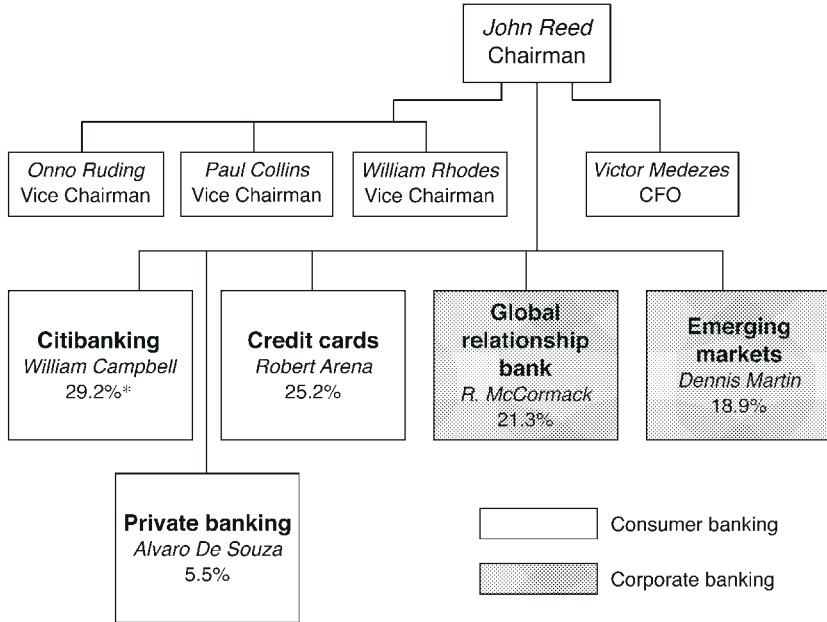 John Reed
Chairman
Onno Ruding
Vice Chairman
Paul Collins
Vice Chairman
William Rhodes
Vice Chairman
Victor Medezes
CFO
Citibanking
William Campbell
29.2%*
Credit cards
Robert Arena
25.2%
Global
relationship
bank
R. McCormack
21.3%
Emerging
markets
Dennis Martin
18.9%
Private banking
Alvaro De Souza
5.5%
Consumer banking
Corporate banking